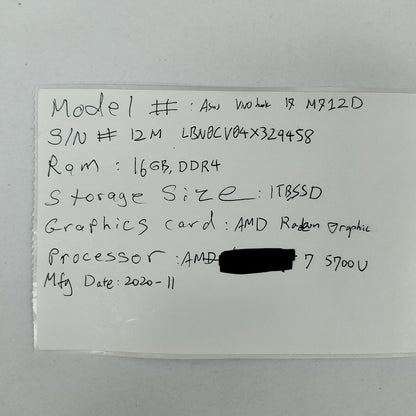 Model #: Asus Vivobook 17 M712D
S/N # 12M LBN0CV04X329458
Ram: 16GB, DDR4
Storage Size: 1TBSSD
Graphics card: AMD Radeon Graphic
Processor: AMD 7 5700U
Mfg Date: 2020-11